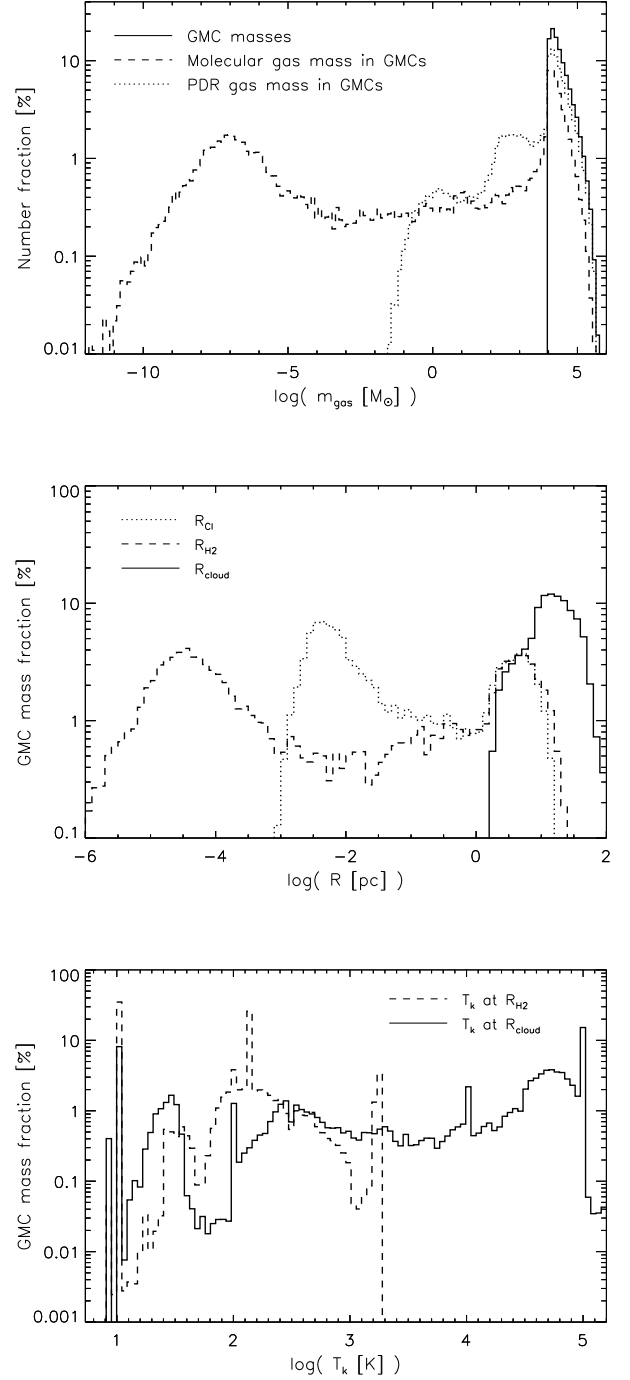 GMC masses
Molecular gas mass in GMCs
PDR gas mass in GMCs
Number fraction [%]
10
1
0.1
0.01
-10 -5 0 5
log( m_gas [M_⊙] )
R_CI
R_H2
R_cloud
GMC mass fraction [%]
100
10
1
0.1
-6 -4 -2 0 2
log( R [pc] )
T_k at R_H2
T_k at R_cloud
GMC mass fraction [%]
100
10
1
0.1
0.01
0.001
1 2 3 4 5
log( T_k [K] )